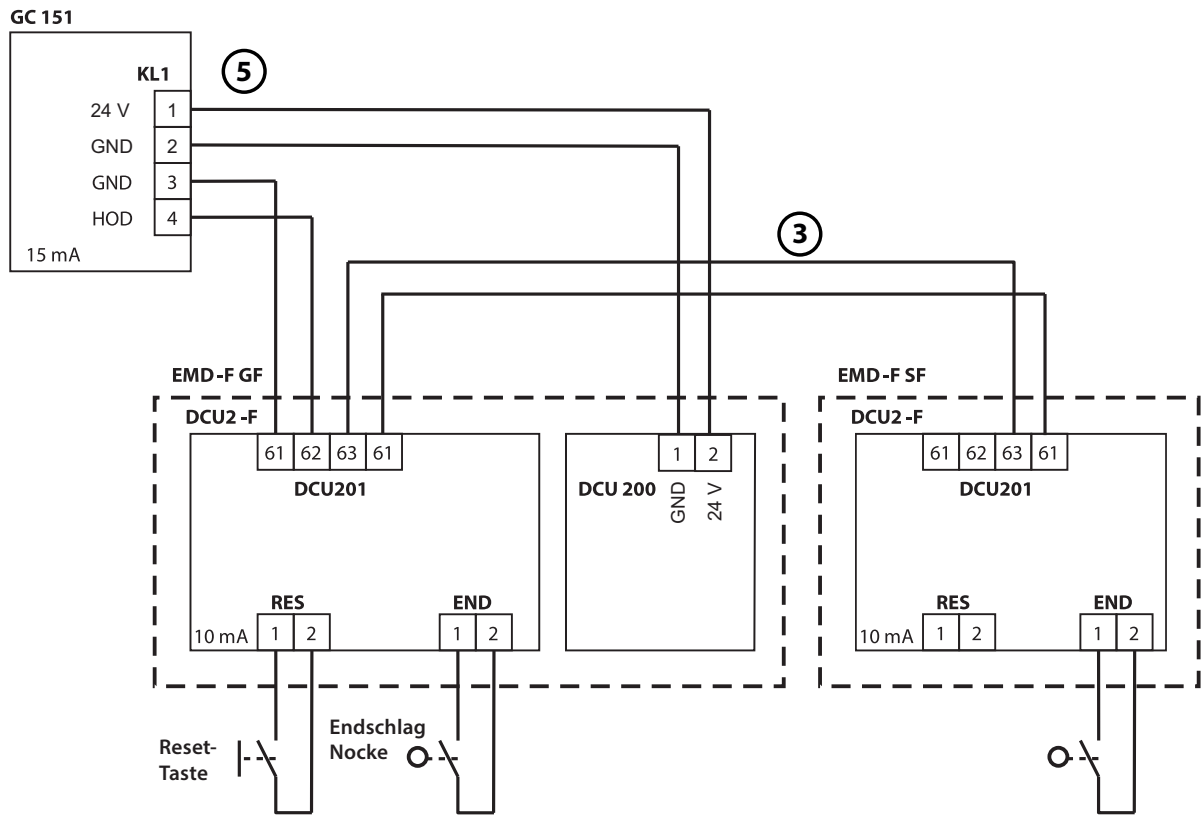 GC 151
KL1
5
24 V 1
GND 2
GND 3
HOD 4
15 mA
3
EMD-F GF
EMD-F SF
DCU2-F
DCU2-F
61 62 63 61
1 2
61 62 63 61
DCU201
DCU 200
GND
24 V
DCU201
RES
END
RES
END
10 mA 1 2
1 2
10 mA 1 2
1 2
Endschlag
Nocke
Reset-
Taste